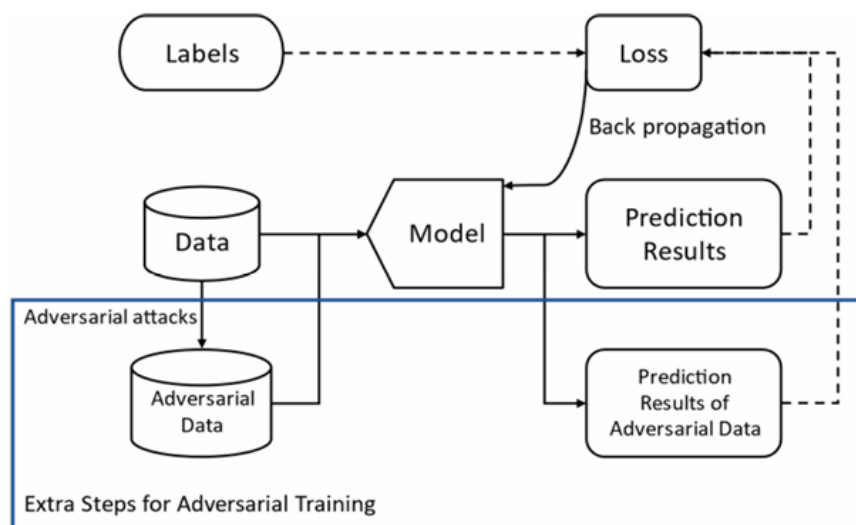 Labels
Loss
Back propagation
Data
Model
Prediction
Results
Adversarial attacks
Adversarial
Data
Prediction
Results of
Adversarial Data
Extra Steps for Adversarial Training